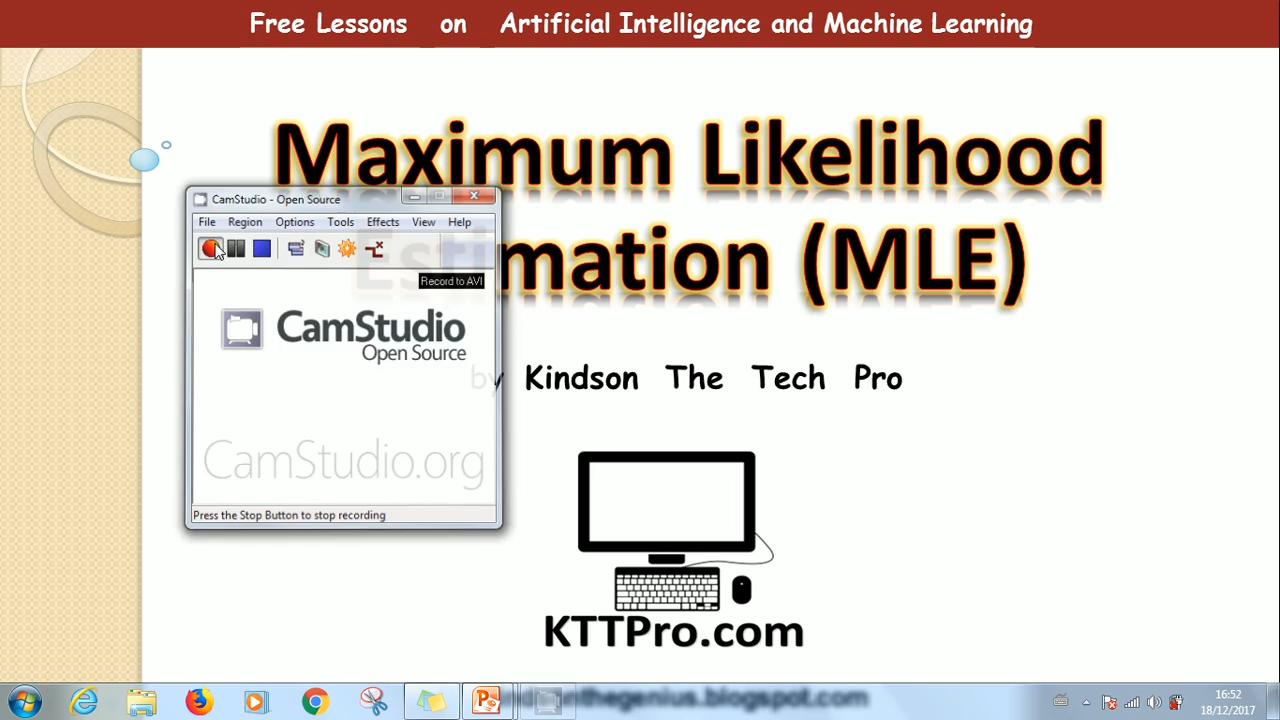 Free Lessons on Artificial Intelligence and Machine Learning
Maximum Likelihood
Estimation (MLE)
by Kindson The Tech Pro
CamStudio - Open Source
File Region Options Tools Effects View Help
Record to AVI
CamStudio
Open Source
CamStudio.org
Press the Stop Button to stop recording
KTTPro.com
16:52
18/12/2017